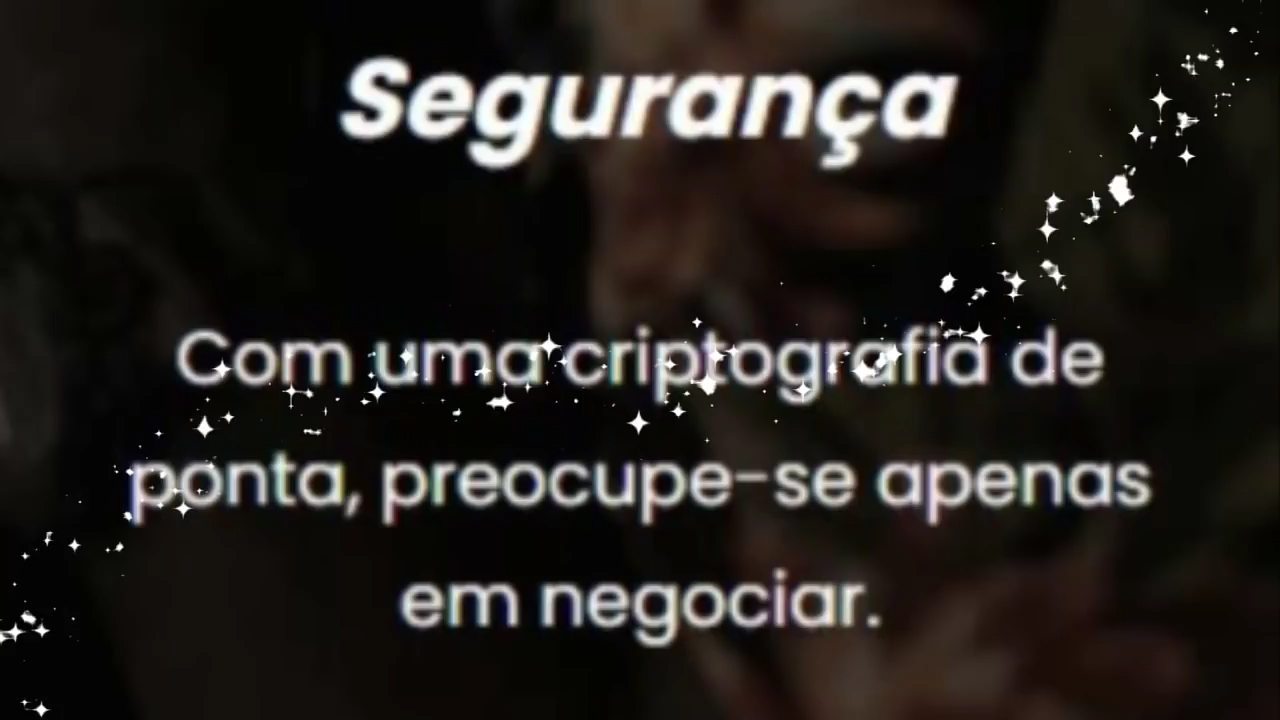 Segurança
Com uma criptografia de
ponta, preocupe-se apenas
em negociar.